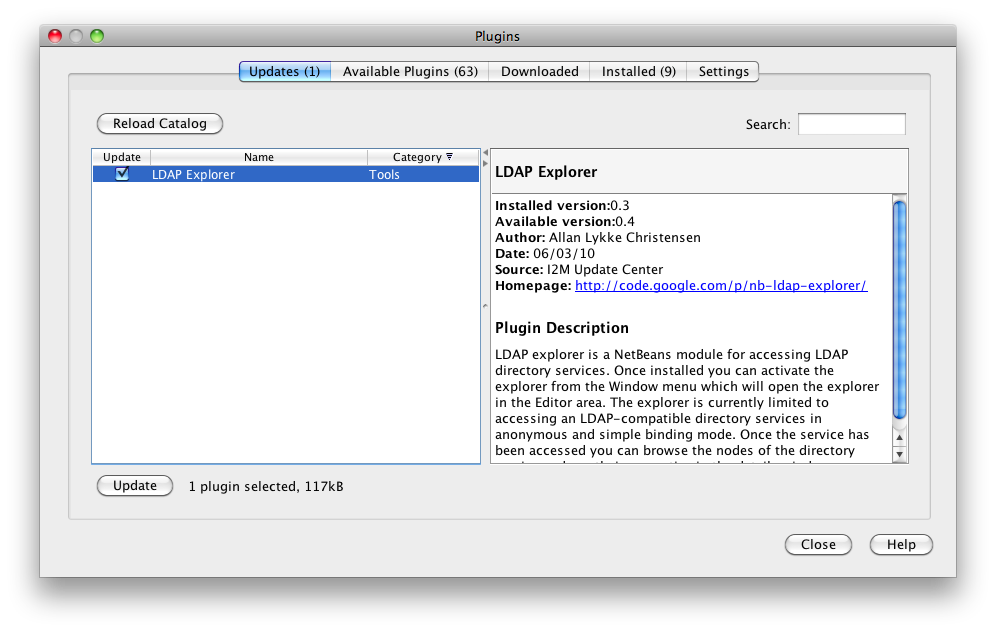 Plugins
Updates (1) Available Plugins (63) Downloaded Installed (9) Settings
Reload Catalog
Search:
Update Name Category
LDAP Explorer Tools
LDAP Explorer
Installed version:0.3
Available version:0.4
Author: Allan Lykke Christensen
Date: 06/03/10
Source: I2M Update Center
Homepage: http://code.google.com/p/nb-ldap-explorer/
Plugin Description
LDAP explorer is a NetBeans module for accessing LDAP
directory services. Once installed you can activate the
explorer from the Window menu which will open the explorer
in the Editor area. The explorer is currently limited to
accessing an LDAP-compatible directory services in
anonymous and simple binding mode. Once the service has
been accessed you can browse the nodes of the directory
Update 1 plugin selected, 117kB
Close Help